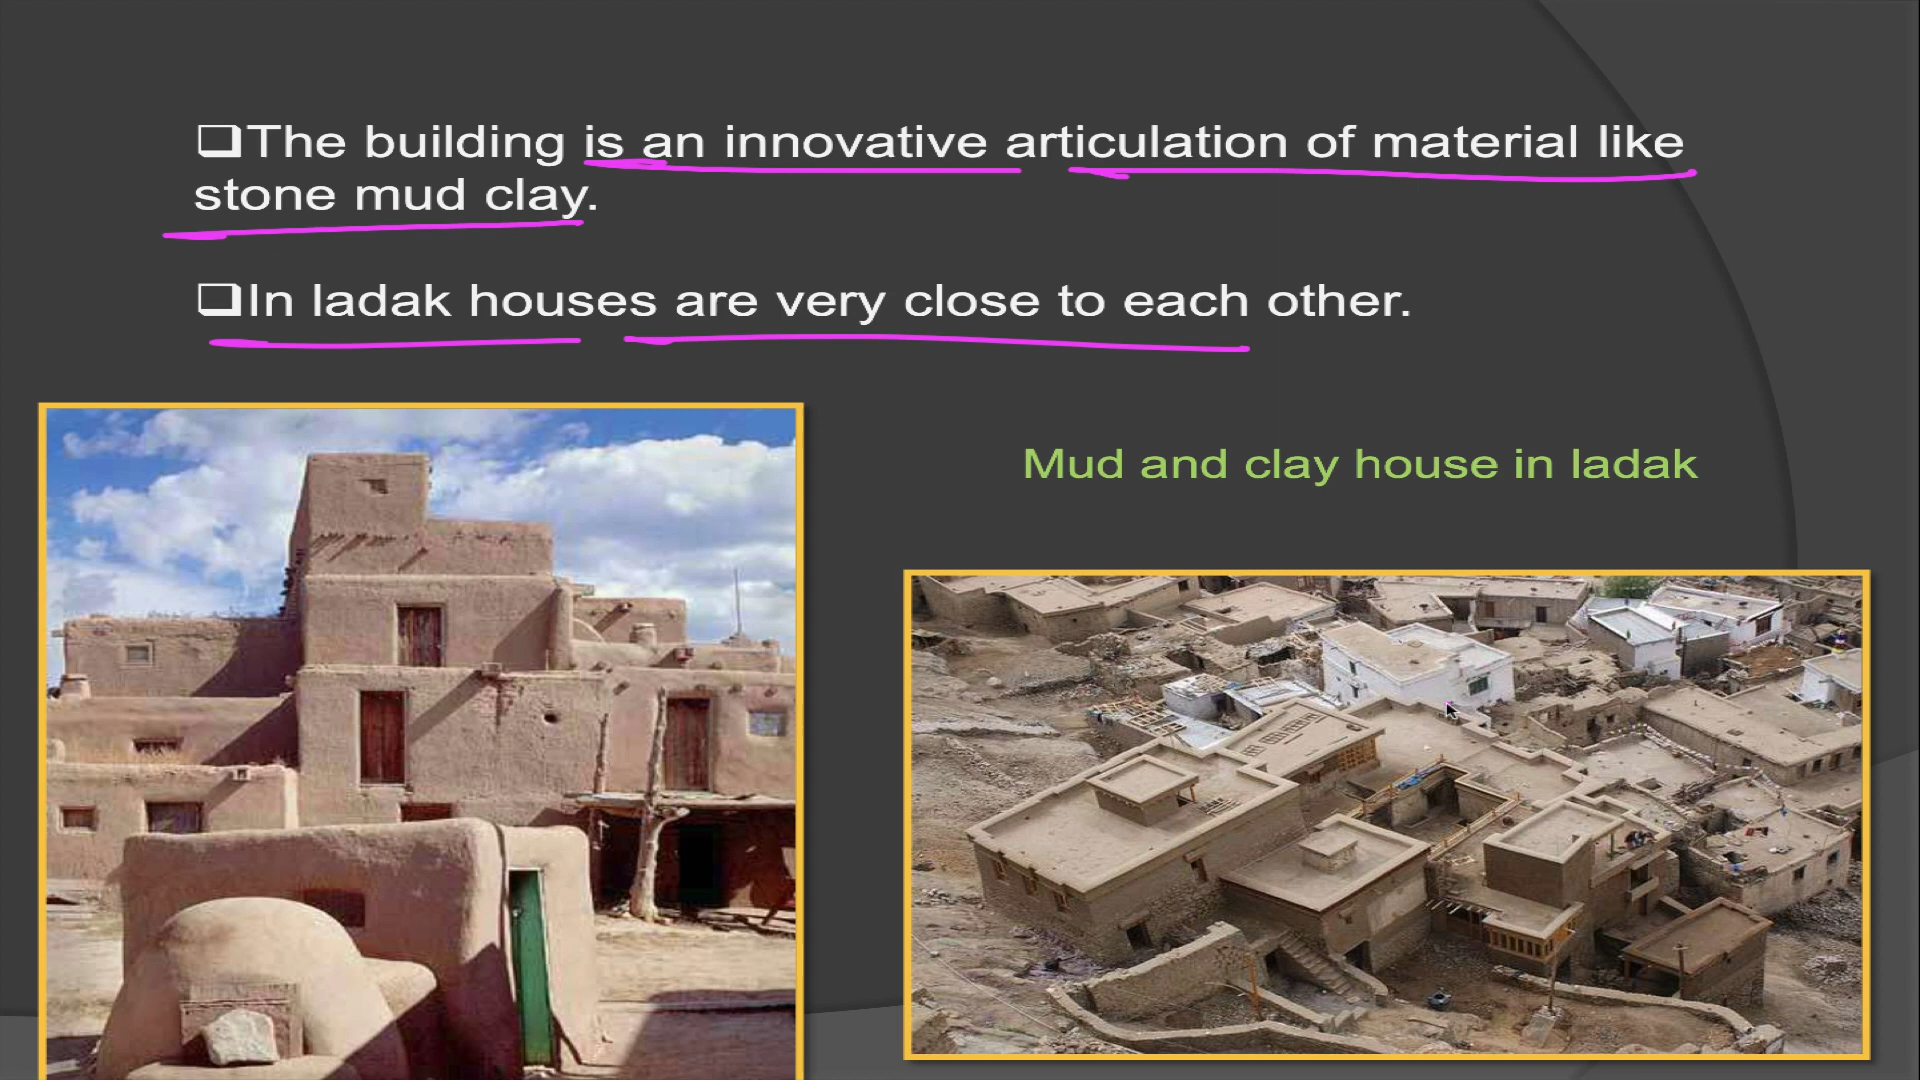 ❑The building is an innovative articulation of material like
stone mud clay.
❑In ladak houses are very close to each other.
Mud and clay house in ladak